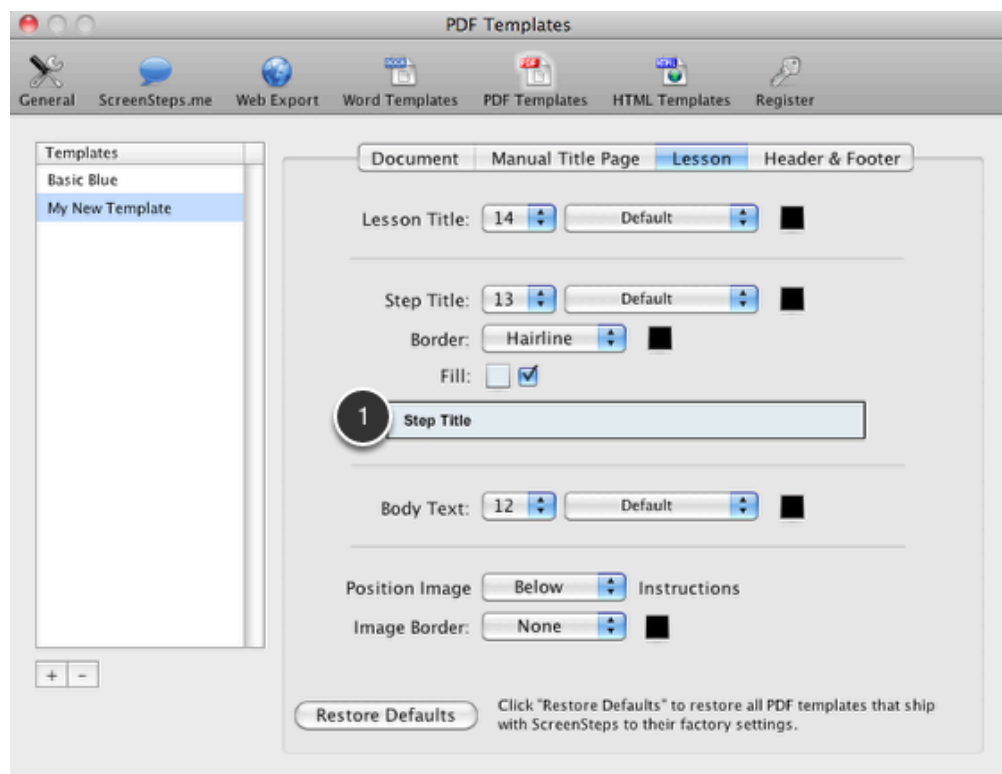 PDF Templates
General ScreenSteps.me Web Export Word Templates PDF Templates HTML Templates Register
Templates
Basic Blue
My New Template
Document Manual Title Page Lesson Header & Footer
Lesson Title: 14 Default
Step Title: 13 Default
Border: Hairline
Fill:
1 Step Title
Body Text: 12 Default
Position Image Below Instructions
Image Border: None
+ -
Restore Defaults
Click "Restore Defaults" to restore all PDF templates that ship
with ScreenSteps to their factory settings.